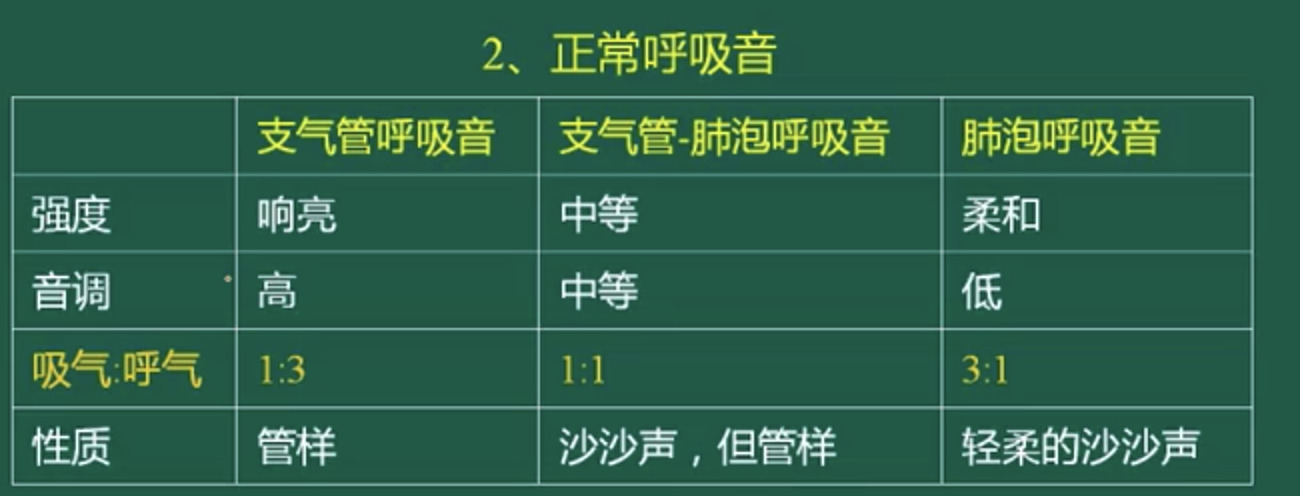 2、正常呼吸音
支气管呼吸音 支气管-肺泡呼吸音 肺泡呼吸音
强度 响亮 中等 柔和
音调 高 中等 低
吸气:呼气 1:3 1:1 3:1
性质 管样 沙沙声，但管样 轻柔的沙沙声